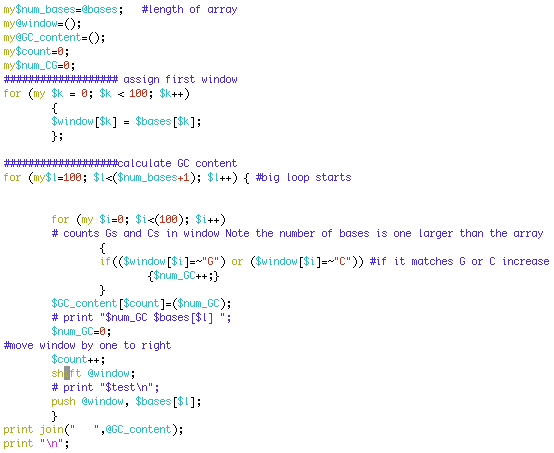 my$num_bases=@bases;   #length of array
my@window=();
my@GC_content=();
my$count=0;
my$num_CG=0;
################### assign first window
for (my $k = 0; $k < 100; $k++)
        {
        $window[$k] = $bases[$k];
        };
###################calculate GC content
for (my$l=100; $l<($num_bases+1); $l++) { #big loop starts
        for (my $i=0; $i<(100); $i++)
        # counts Gs and Cs in window Note the number of bases is one larger than the array
                {
                if(($window[$i]=~"G") or ($window[$i]=~"C")) #if it matches G or C increase
                        {$num_GC++;}
                }
        $GC_content[$count]=($num_GC);
        # print "$num_GC $bases[$l] ";
        $num_GC=0;
#move window by one to right
        $count++;
        shift @window;
        # print "$test\n";
        push @window, $bases[$l];
        }
print join("   ",@GC_content);
print "\n";